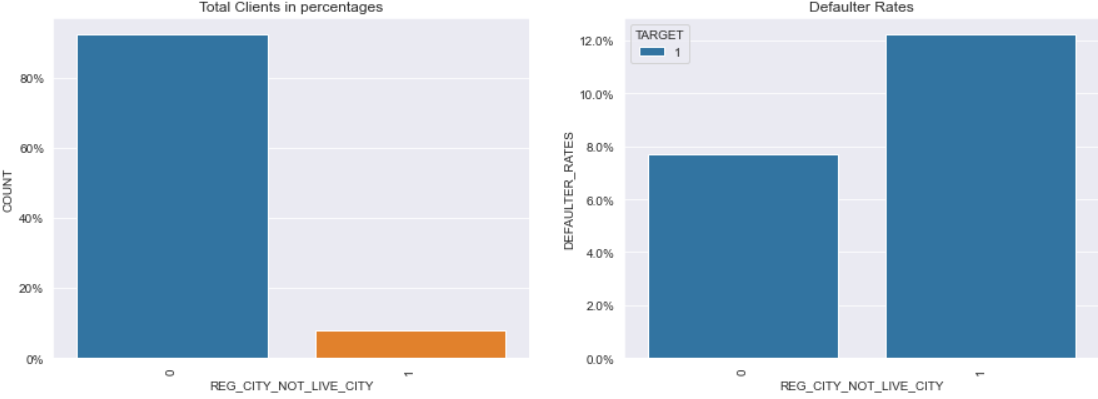 Total Clients in percentages
80%
60%
40%
20%
0%
COUNT
0
1
REG_CITY_NOT_LIVE_CITY
Defaulter Rates
TARGET
1
12.0%
10.0%
8.0%
6.0%
4.0%
2.0%
0.0%
DEFAULTER_RATES
0
1
REG_CITY_NOT_LIVE_CITY